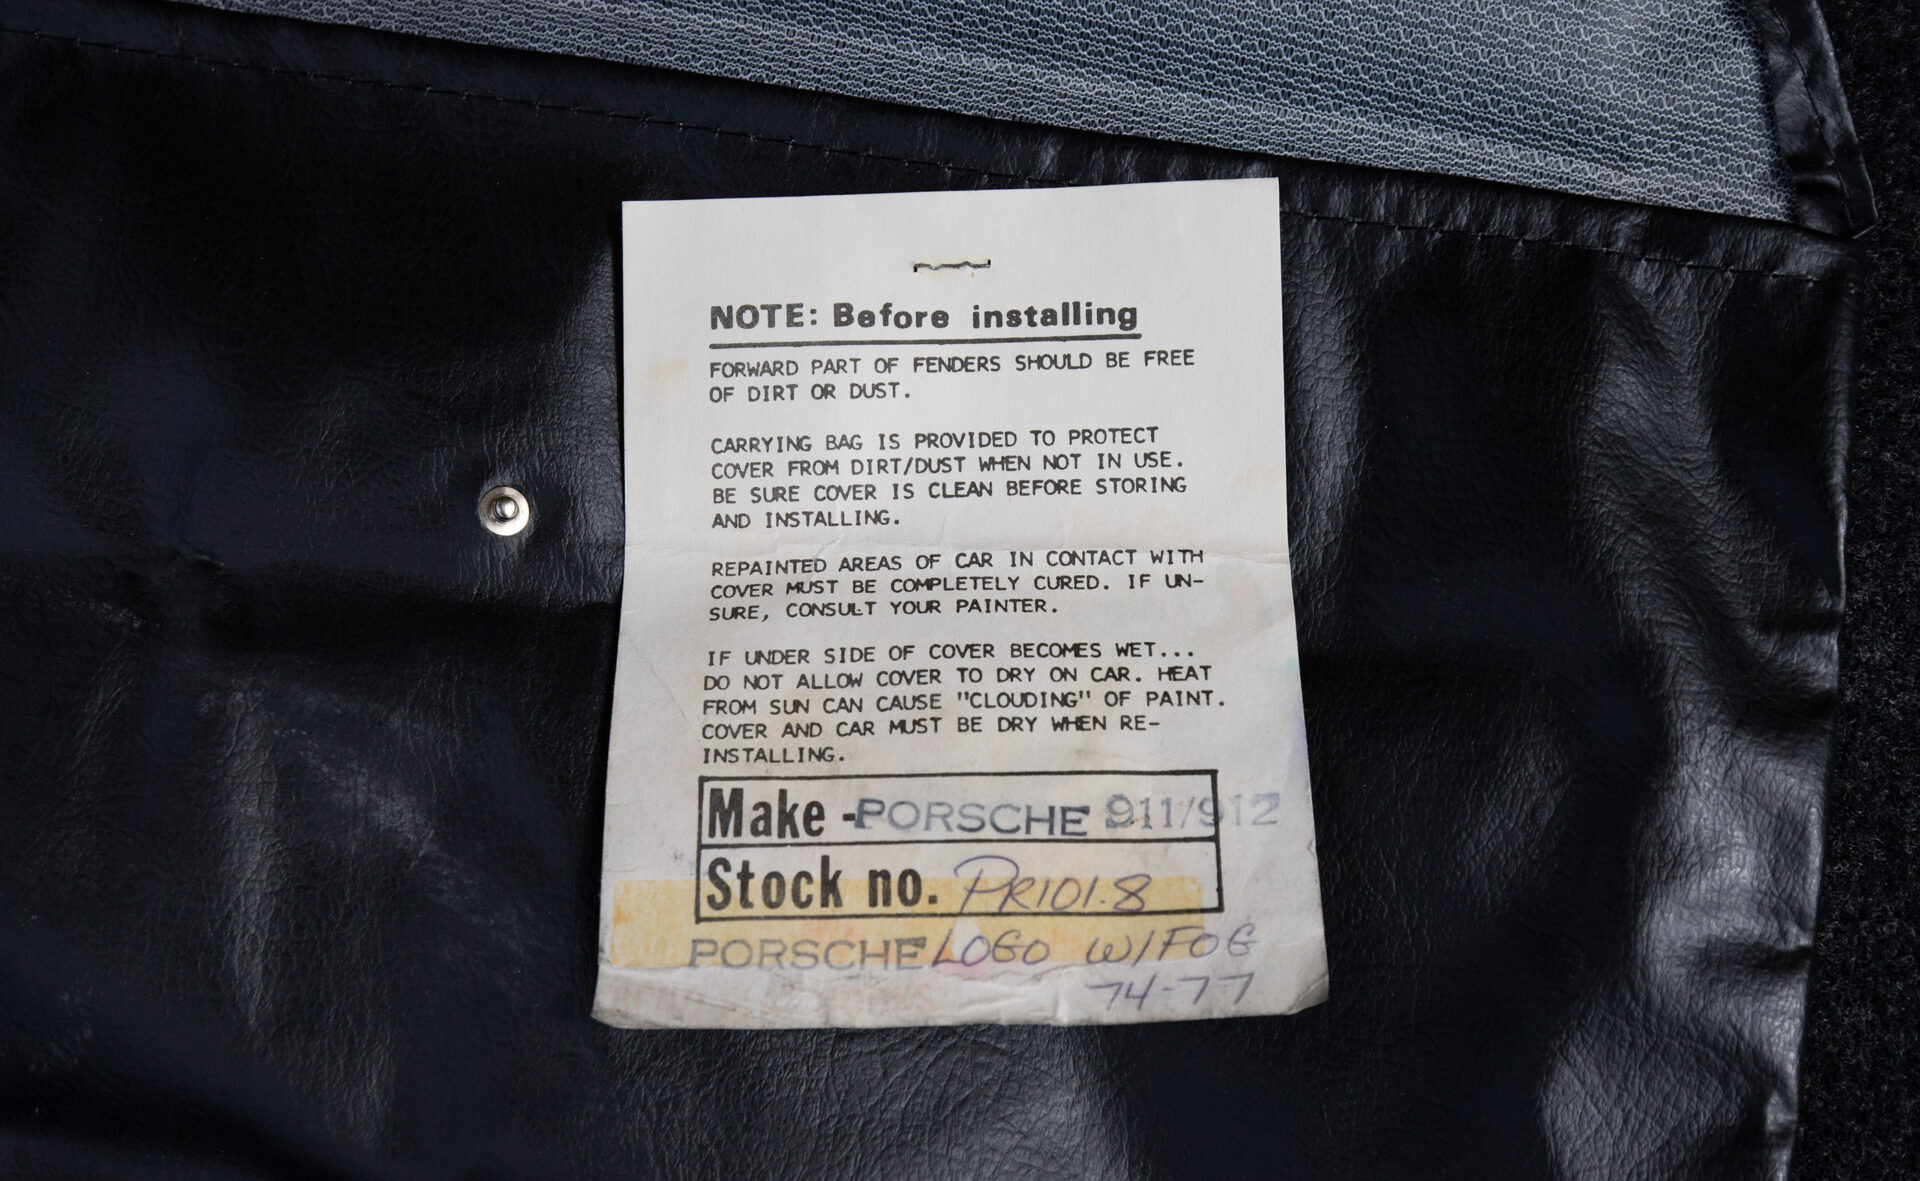 NOTE: Before installing
FORWARD PART OF FENDERS SHOULD BE FREE
OF DIRT OR DUST.
CARRYING BAG IS PROVIDED TO PROTECT
COVER FROM DIRT/DUST WHEN NOT IN USE.
BE SURE COVER IS CLEAN BEFORE STORING
AND INSTALLING.
REPAINTED AREAS OF CAR IN CONTACT WITH
COVER MUST BE COMPLETELY CURED. IF UN-
SURE, CONSULT YOUR PAINTER.
IF UNDER SIDE OF COVER BECOMES WET...
DO NOT ALLOW COVER TO DRY ON CAR. HEAT
FROM SUN CAN CAUSE "CLOUDING" OF PAINT.
COVER AND CAR MUST BE DRY WHEN RE-
INSTALLING.
Make - PORSCHE 911/912
Stock no. PR101.8
PORSCHE LOGO W/FOG
74-77